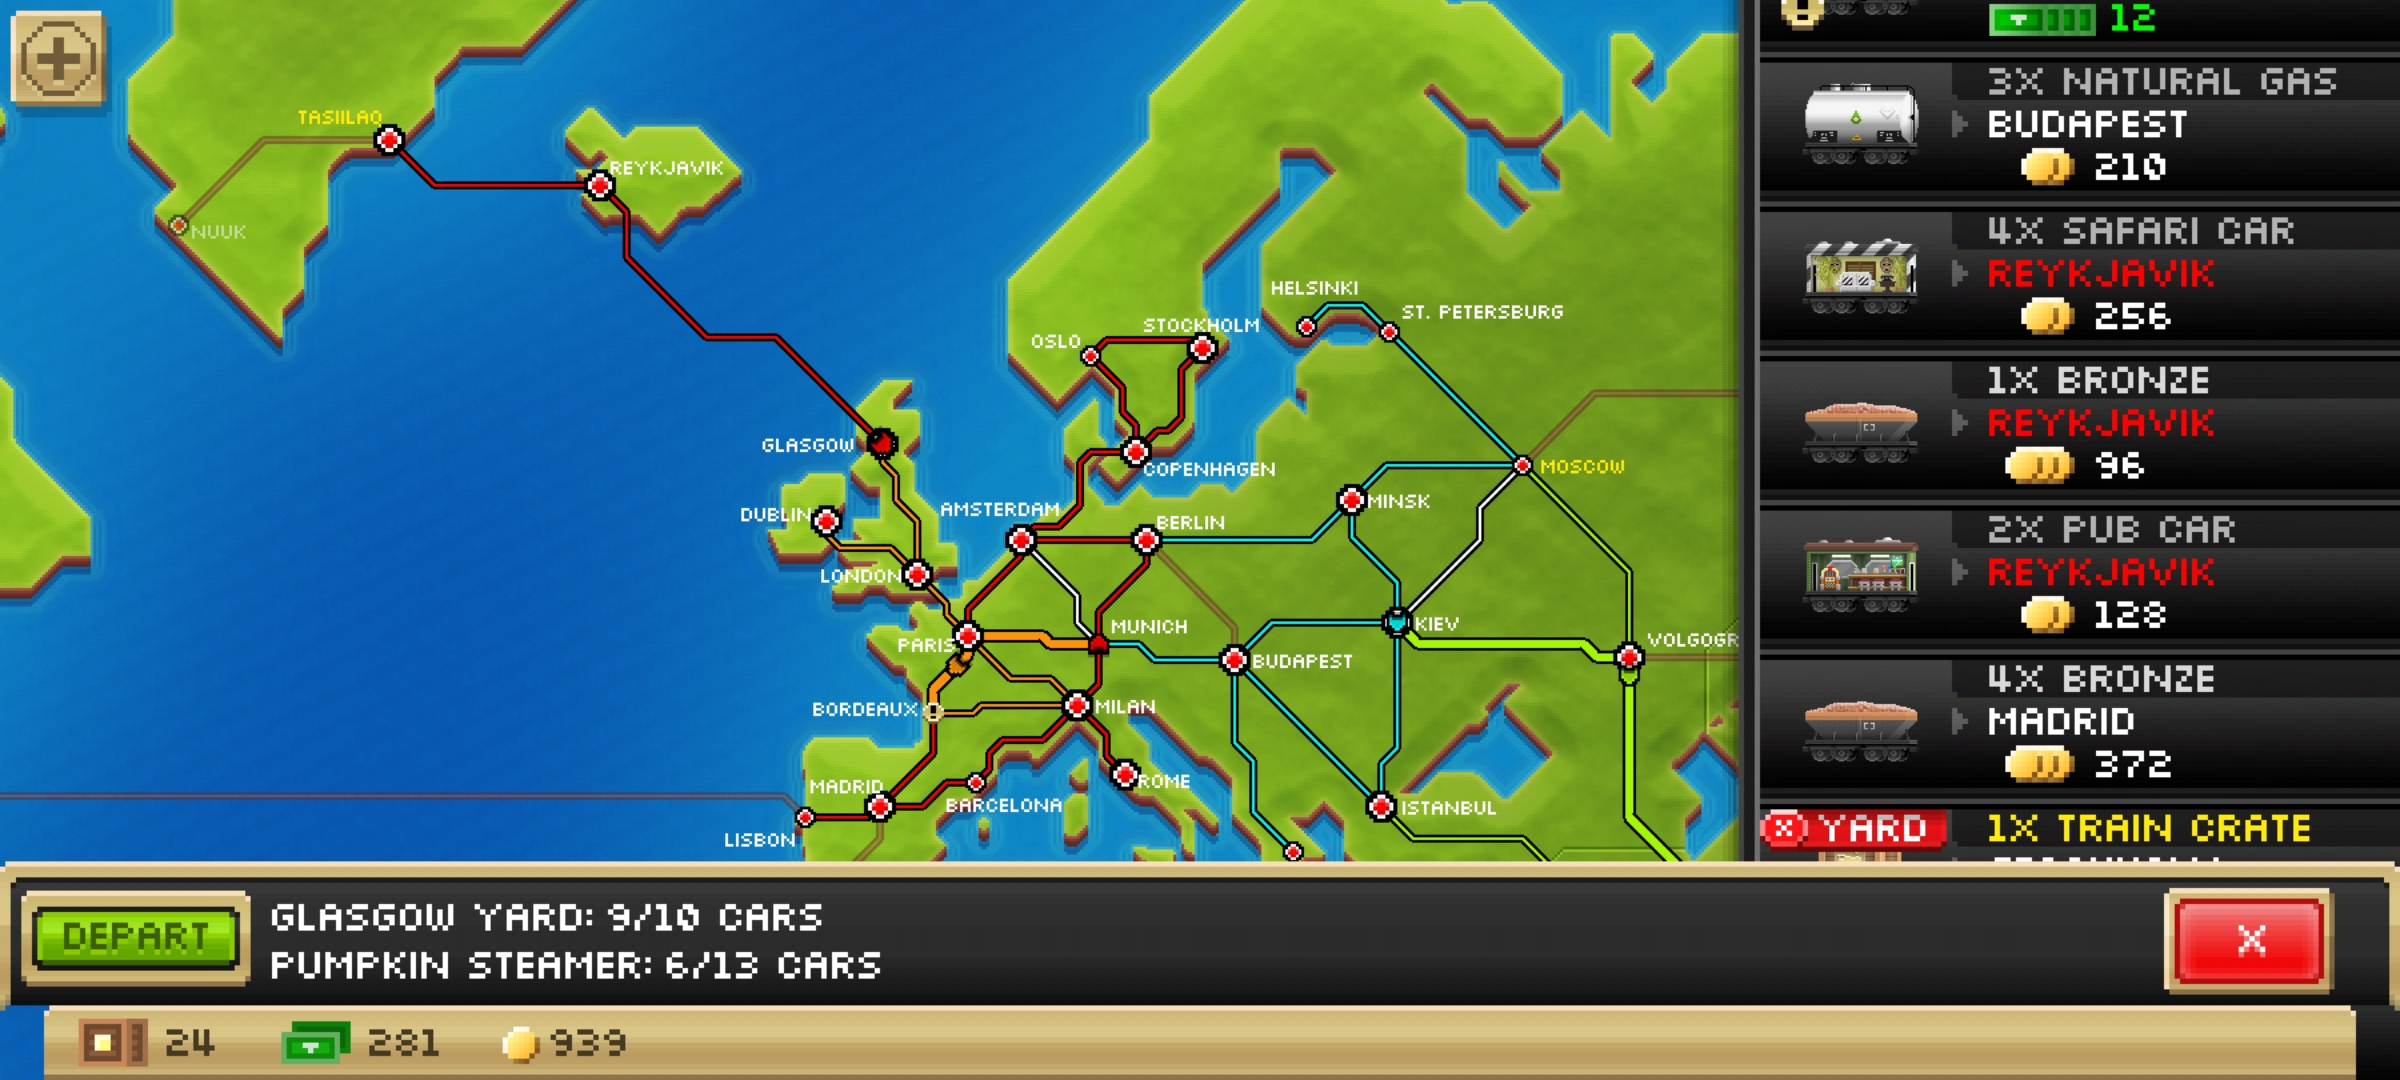 TASIILAQ
REYKJAVIK
NUUK
HELSINKI
ST. PETERSBURG
STOCKHOLM
OSLO
GLASGOW
COPENHAGEN
MOSCOW
MINSK
AMSTERDAM
DUBLIN
BERLIN
LONDON
MUNICH
KIEV
PARIS
VOLGOGR
BUDAPEST
BORDEAUX
MILAN
MADRID
ROME
BARCELONA
ISTANBUL
LISBON
12
3X NATURAL GAS
BUDAPEST
210
4X SAFARI CAR
REYKJAVIK
256
1X BRONZE
REYKJAVIK
96
2X PUB CAR
REYKJAVIK
128
4X BRONZE
MADRID
372
YARD
1X TRAIN CRATE
DEPART
GLASGOW YARD: 9/10 CARS
PUMPKIN STEAMER: 6/13 CARS
X
24
281
939